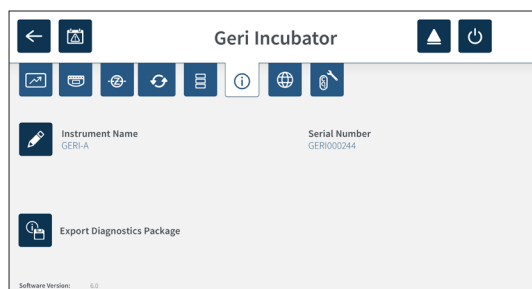 Geri Incubator
Instrument Name
GERI-A
Serial Number
GERI000244
Export Diagnostics Package
Software Version: 6.0